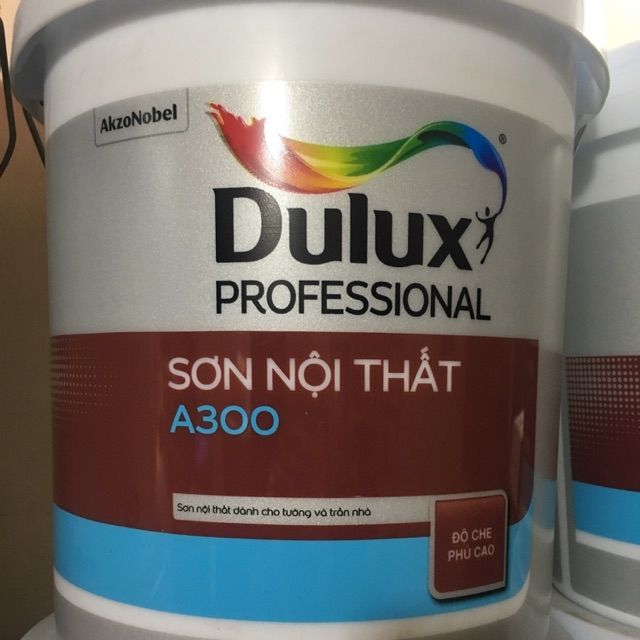 AkzoNobel
Dulux
PROFESSIONAL
SƠN NỘI THẤT
A300
Sơn nội thất dành cho tường và trần nhà
ĐỘ CHE
PHỦ CAO